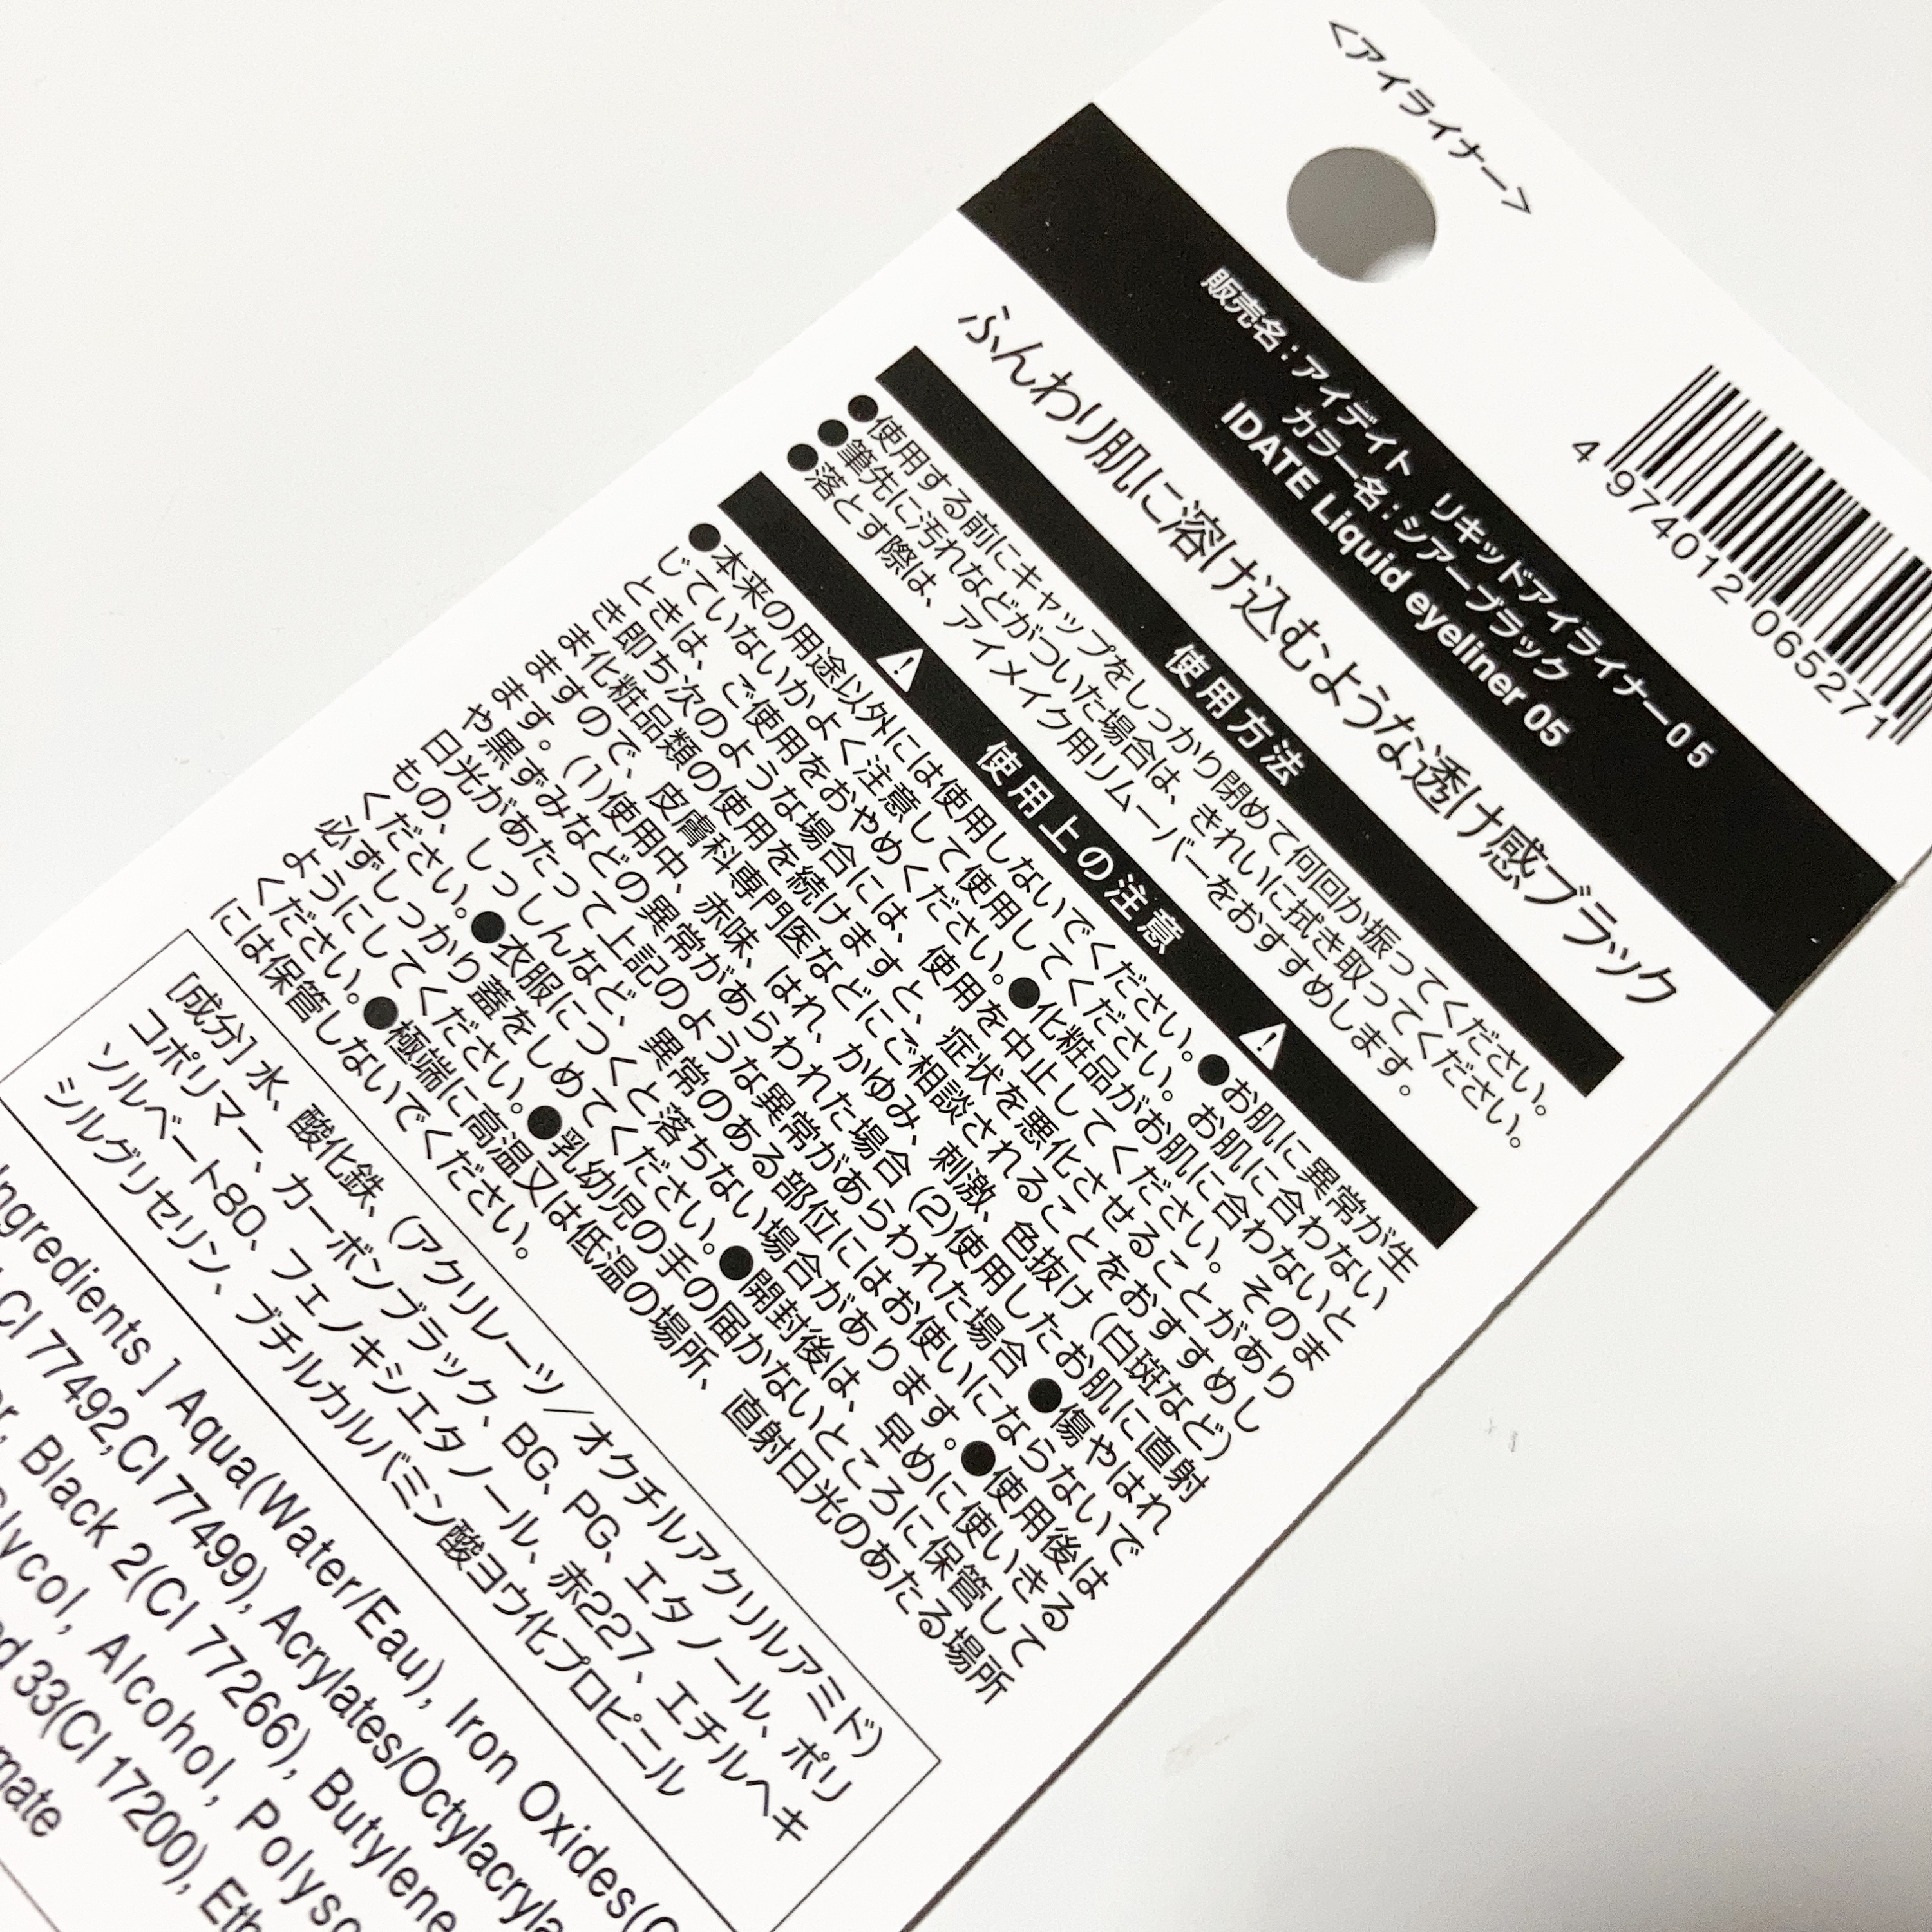 <アイライナー>
4 974012 065271
販売名：アイデイト　リキッドアイライナー05
カラー名：シアーブラック
IDATE Liquid eyeliner 05
ふんわり肌に溶け込むような透け感ブラック
使用方法
●使用する前にキャップをしっかり閉めて何回か振ってください。
●筆先に汚れなどがついた場合は、きれいに拭き取ってください。
●落とす際は、アイメイク用リムーバーをおすすめします。
⚠ 使用上の注意 ⚠
●本来の用途以外には使用しないでください。●お肌に異常が生
じていないかよく注意して使用してください。お肌に合わない
ときは、ご使用をおやめください。●化粧品がお肌に合わないと
き即ち次のような場合には、使用を中止してください。そのま
ま化粧品類の使用を続けますと、症状を悪化させることがあり
ますので、皮膚科専門医などにご相談されることをおすすめし
ます。(1)使用中、赤味、はれ、かゆみ、刺激、色抜け(白斑など)
や黒ずみなどの異常があらわれた場合 (2)使用したお肌に直射
日光があたって上記のような異常があらわれた場合 ●傷やはれ
もの、しっしんなど、異常のある部位にはお使いにならないで
ください。●衣服につくと落ちない場合があります。●使用後は
必ずしっかり蓋をしめてください。●開封後は、早めに使いきる
ようにしてください。●乳幼児の手の届かないところに保管して
ください。●極端に高温又は低温の場所、直射日光のあたる場所
には保管しないでください。
[成分] 水、酸化鉄、(アクリレーツ／オクチルアクリルアミド)
コポリマー、カーボンブラック、BG、PG、エタノール、ポリ
ソルベート80、フェノキシエタノール、赤227、エチルヘキ
シルグリセリン、ブチルカルバミン酸ヨウ化プロピニル
Ingredients ] Aqua(Water/Eau), Iron Oxides(
CI 77492,CI 77499), Acrylates/Octylacryla
Black 2(CI 77266), Butylene
Alcohol, Polyso
33(CI 17200), Eth